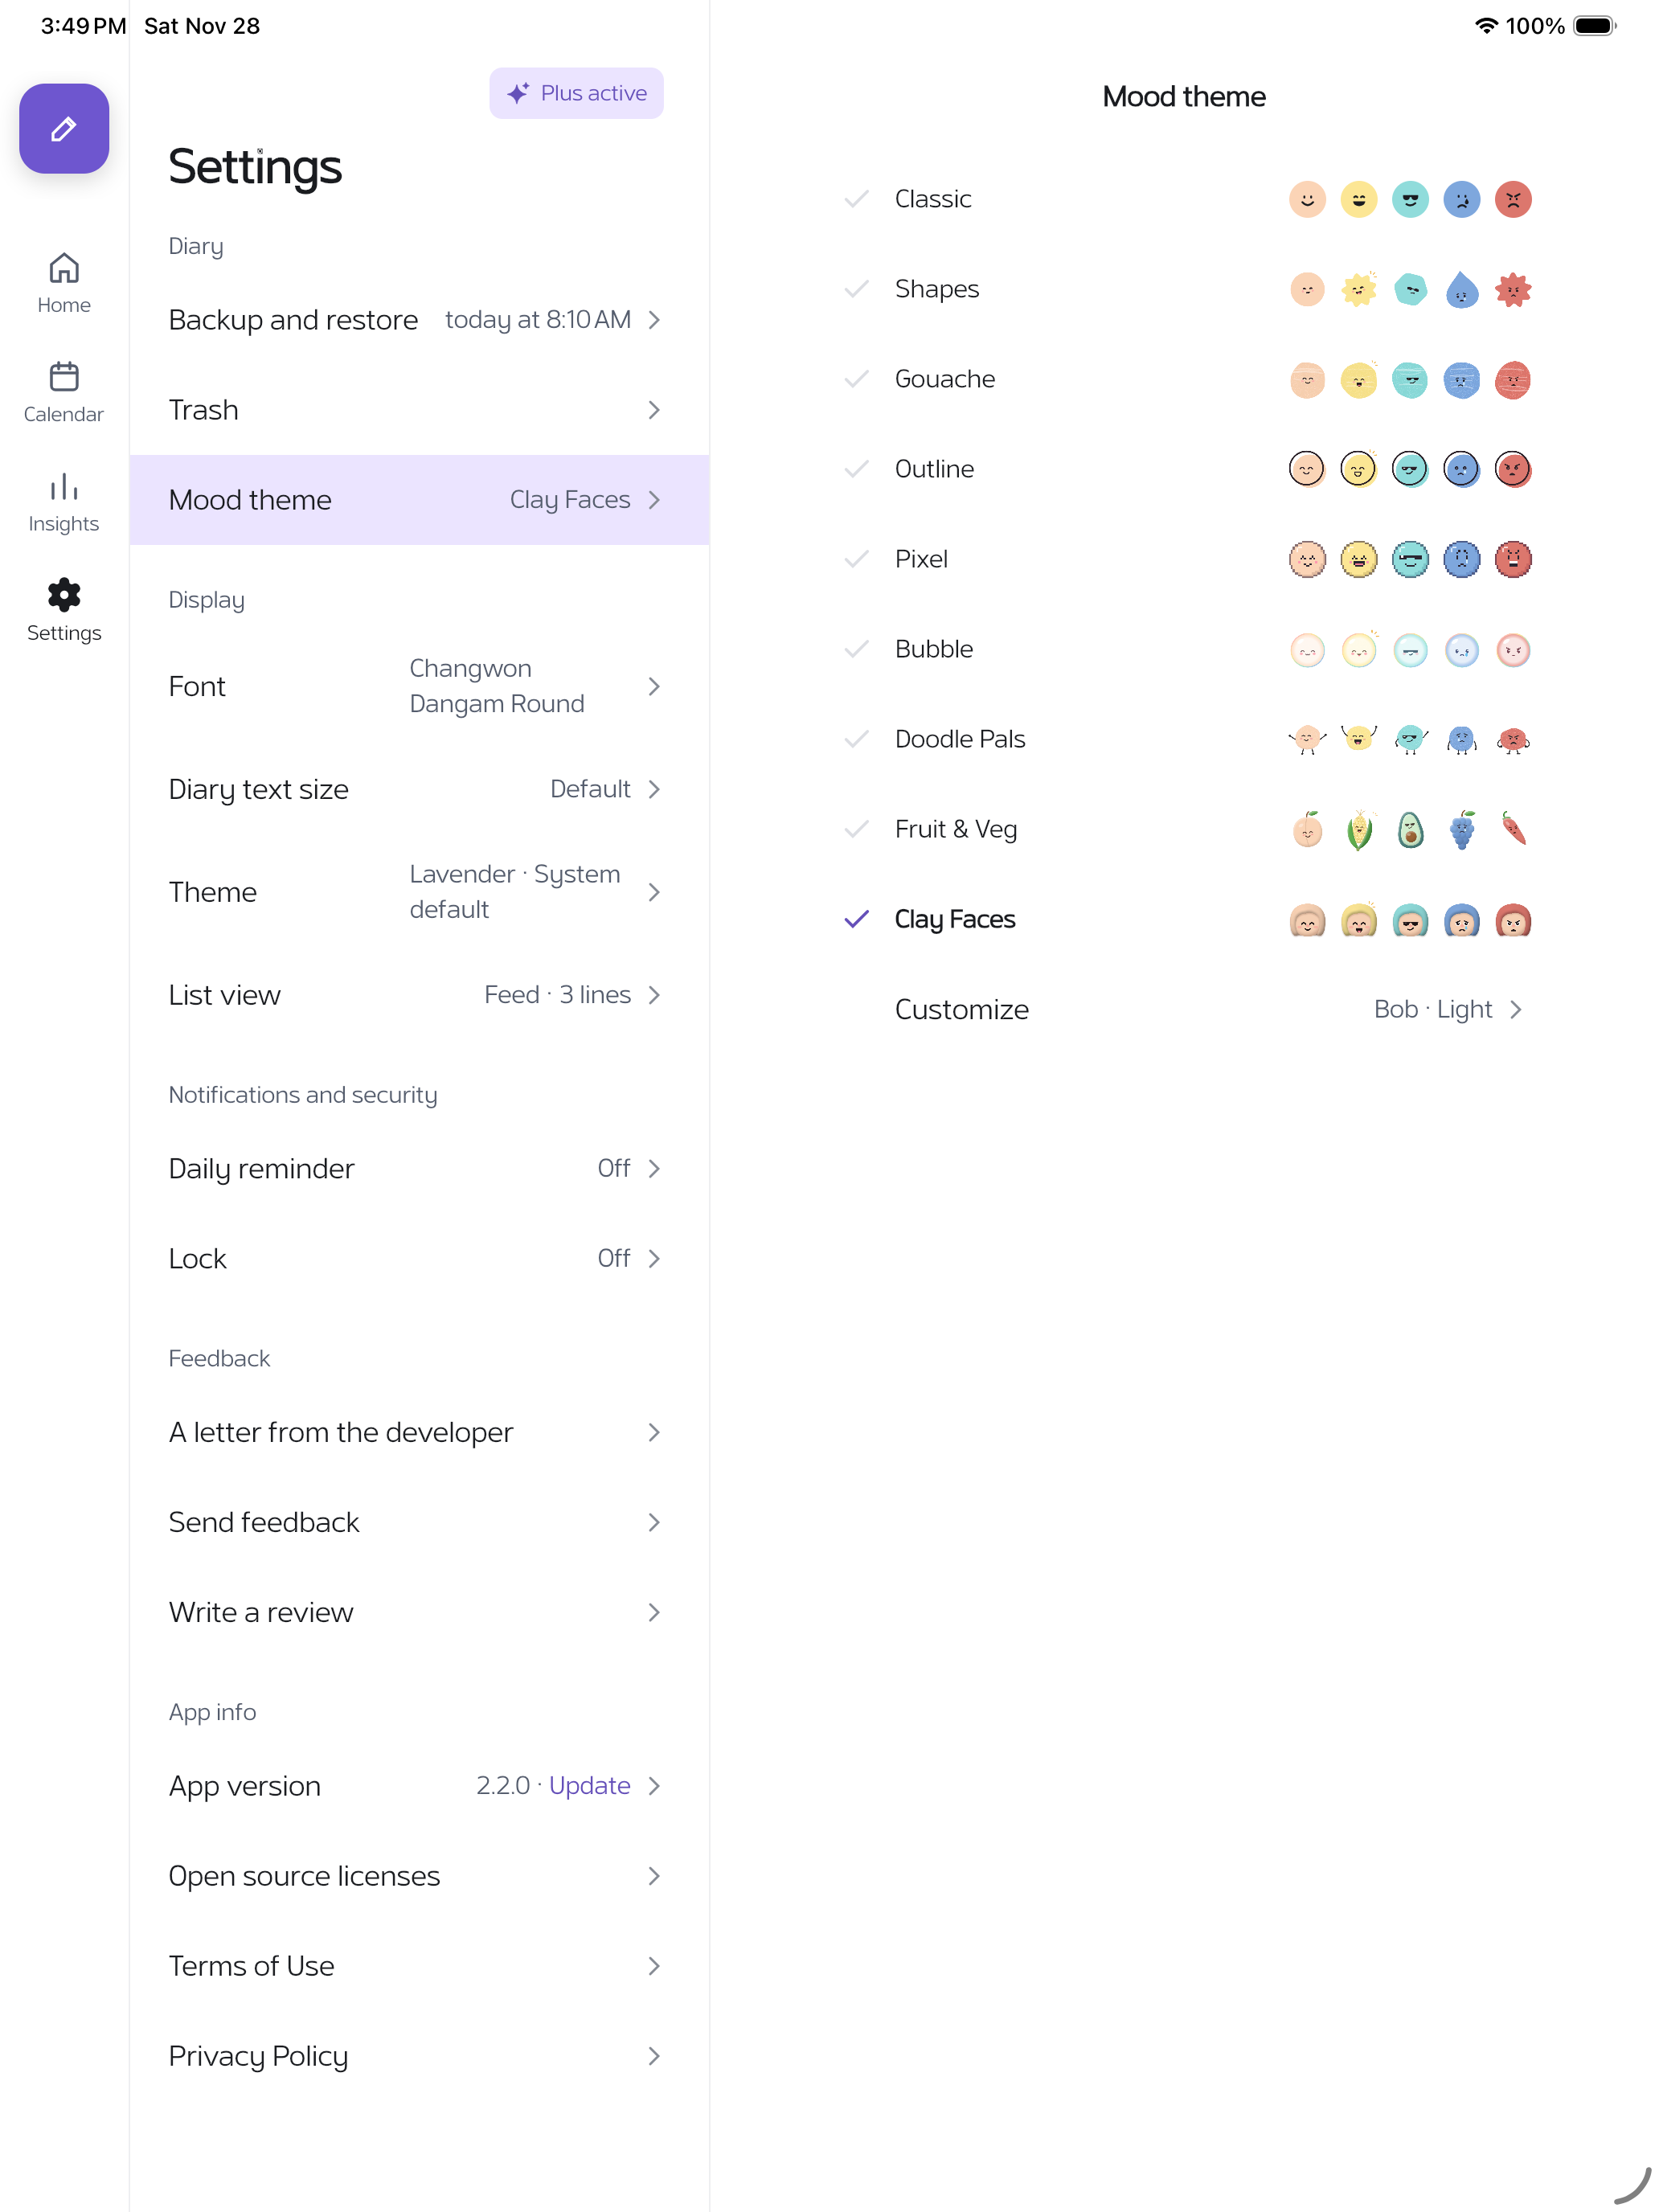 3:49 PM Sat Nov 28
100%
Plus active
Settings
Home
Calendar
Insights
Settings
Diary
Backup and restore today at 8:10 AM
Trash
Mood theme Clay Faces
Display
Font Changwon
Dangam Round
Diary text size Default
Theme Lavender · System
default
List view Feed · 3 lines
Notifications and security
Daily reminder Off
Lock Off
Feedback
A letter from the developer
Send feedback
Write a review
App info
App version 2.2.0 · Update
Open source licenses
Terms of Use
Privacy Policy
Mood theme
Classic
Shapes
Gouache
Outline
Pixel
Bubble
Doodle Pals
Fruit & Veg
Clay Faces
Customize Bob · Light